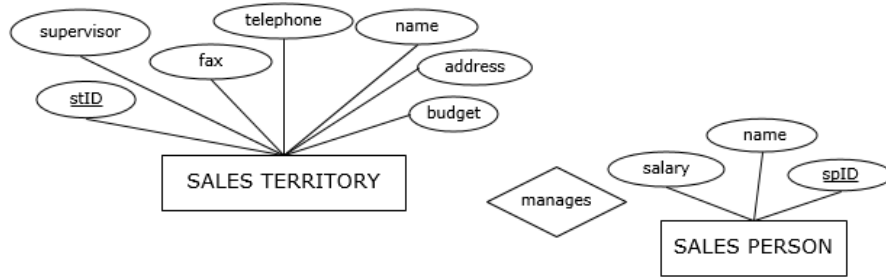 supervisor
telephone
name
fax
address
stID
budget
SALES TERRITORY
name
salary
spID
manages
SALES PERSON